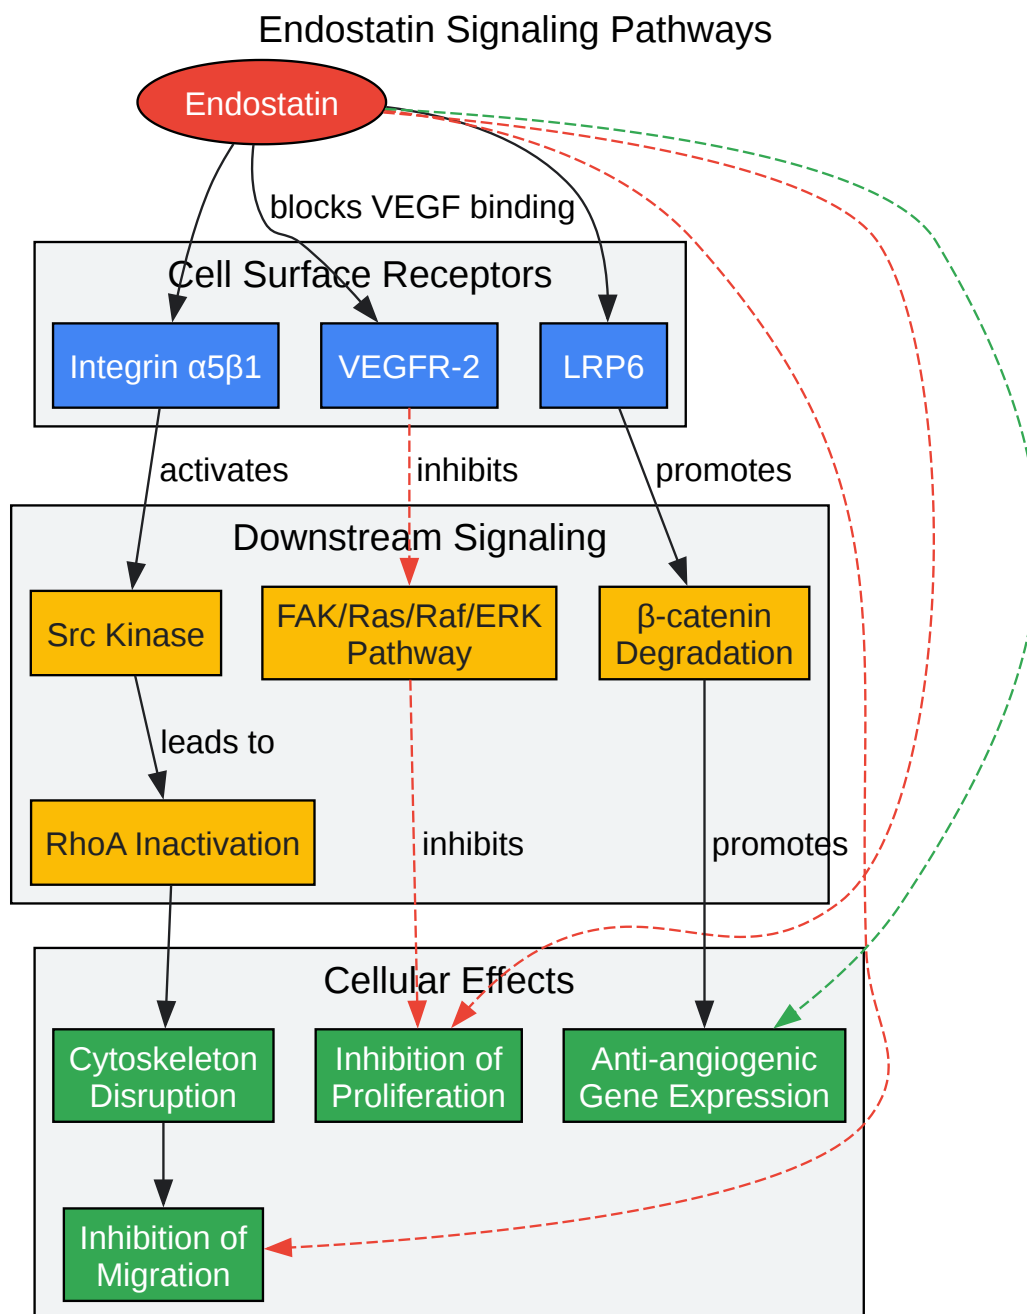 Endostatin Signaling Pathways
Endostatin
blocks VEGF binding
Cell Surface Receptors
Integrin α5β1
VEGFR-2
LRP6
activates
inhibits
promotes
Downstream Signaling
Src Kinase
FAK/Ras/Raf/ERK
Pathway
β-catenin
Degradation
leads to
RhoA Inactivation
inhibits
promotes
Cellular Effects
Cytoskeleton
Disruption
Inhibition of
Proliferation
Anti-angiogenic
Gene Expression
Inhibition of
Migration